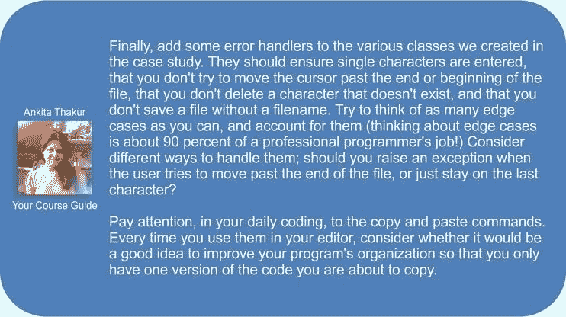 Finally, add some error handlers to the various classes we created in
the case study. They should ensure single characters are entered,
that you don't try to move the cursor past the end or beginning of the
file, that you don't delete a character that doesn't exist, and that you
don't save a file without a filename. Try to think of as many edge
cases as you can, and account for them (thinking about edge cases
is about 90 percent of a professional programmer's job!) Consider
different ways to handle them; should you raise an exception when
the user tries to move past the end of the file, or just stay on the last
character?
Pay attention, in your daily coding, to the copy and paste commands.
Every time you use them in your editor, consider whether it would be
a good idea to improve your program's organization so that you only
have one version of the code you are about to copy.
Ankita Thakur
Your Course Guide